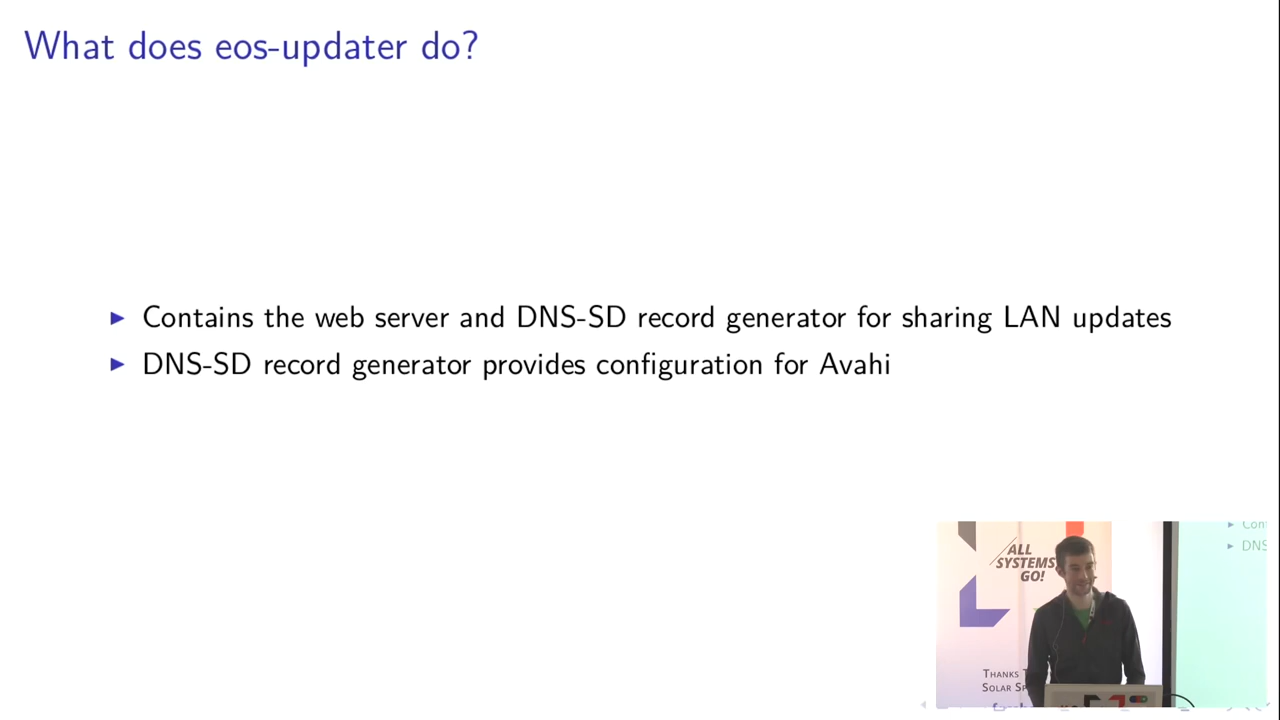 What does eos-updater do?
Contains the web server and DNS-SD record generator for sharing LAN updates
DNS-SD record generator provides configuration for Avahi
ALL
SYSTEMS
GO!
THANKS
SOLAR